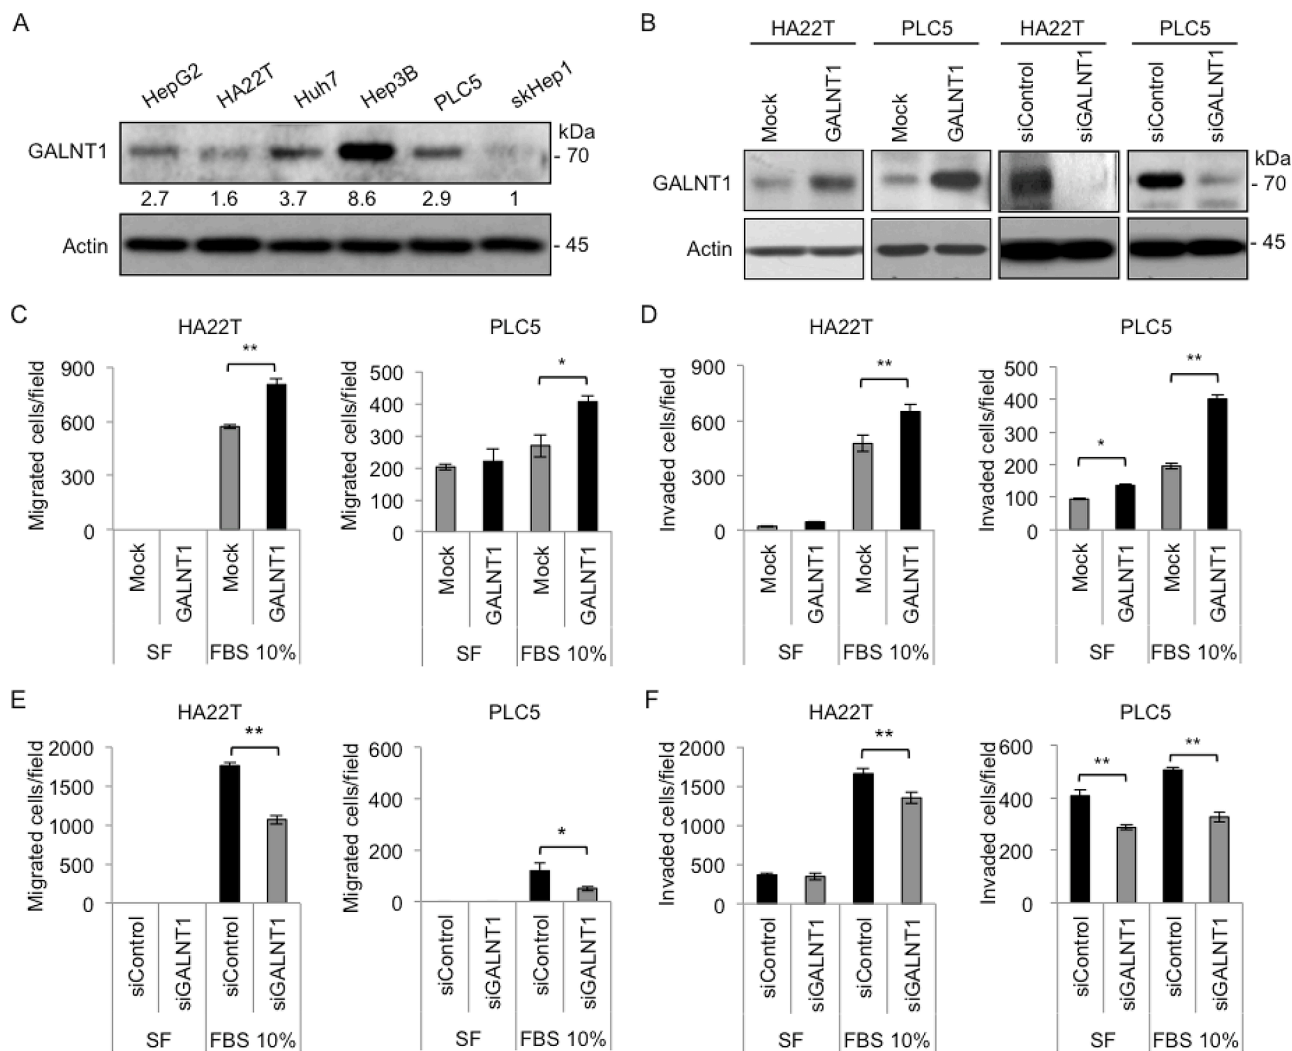 A
HepG2 HA22T Huh7 Hep3B PLC5 skHep1
kDa
GALNT1 - 70
2.7 1.6 3.7 8.6 2.9 1
Actin - 45
B
HA22T PLC5 HA22T PLC5
Mock GALNT1 Mock GALNT1 siControl siGALNT1 siControl siGALNT1
kDa
GALNT1 - 70
Actin - 45
C
HA22T
Migrated cells/field
900
600
300
0
**
Mock GALNT1 Mock GALNT1
SF FBS 10%
PLC5
Migrated cells/field
500
400
300
200
100
0
*
Mock GALNT1 Mock GALNT1
SF FBS 10%
D
HA22T
Invaded cells/field
900
600
300
0
**
Mock GALNT1 Mock GALNT1
SF FBS 10%
PLC5
Invaded cells/field
500
400
300
200
100
0
* **
Mock GALNT1 Mock GALNT1
SF FBS 10%
E
HA22T
Migrated cells/field
2000
1500
1000
500
0
**
siControl siGALNT1 siControl siGALNT1
SF FBS 10%
PLC5
Migrated cells/field
600
400
200
0
*
siControl siGALNT1 siControl siGALNT1
SF FBS 10%
F
HA22T
Invaded cells/field
2000
1500
1000
500
0
**
siControl siGALNT1 siControl siGALNT1
SF FBS 10%
PLC5
Invaded cells/field
600
400
200
0
** **
siControl siGALNT1 siControl siGALNT1
SF FBS 10%